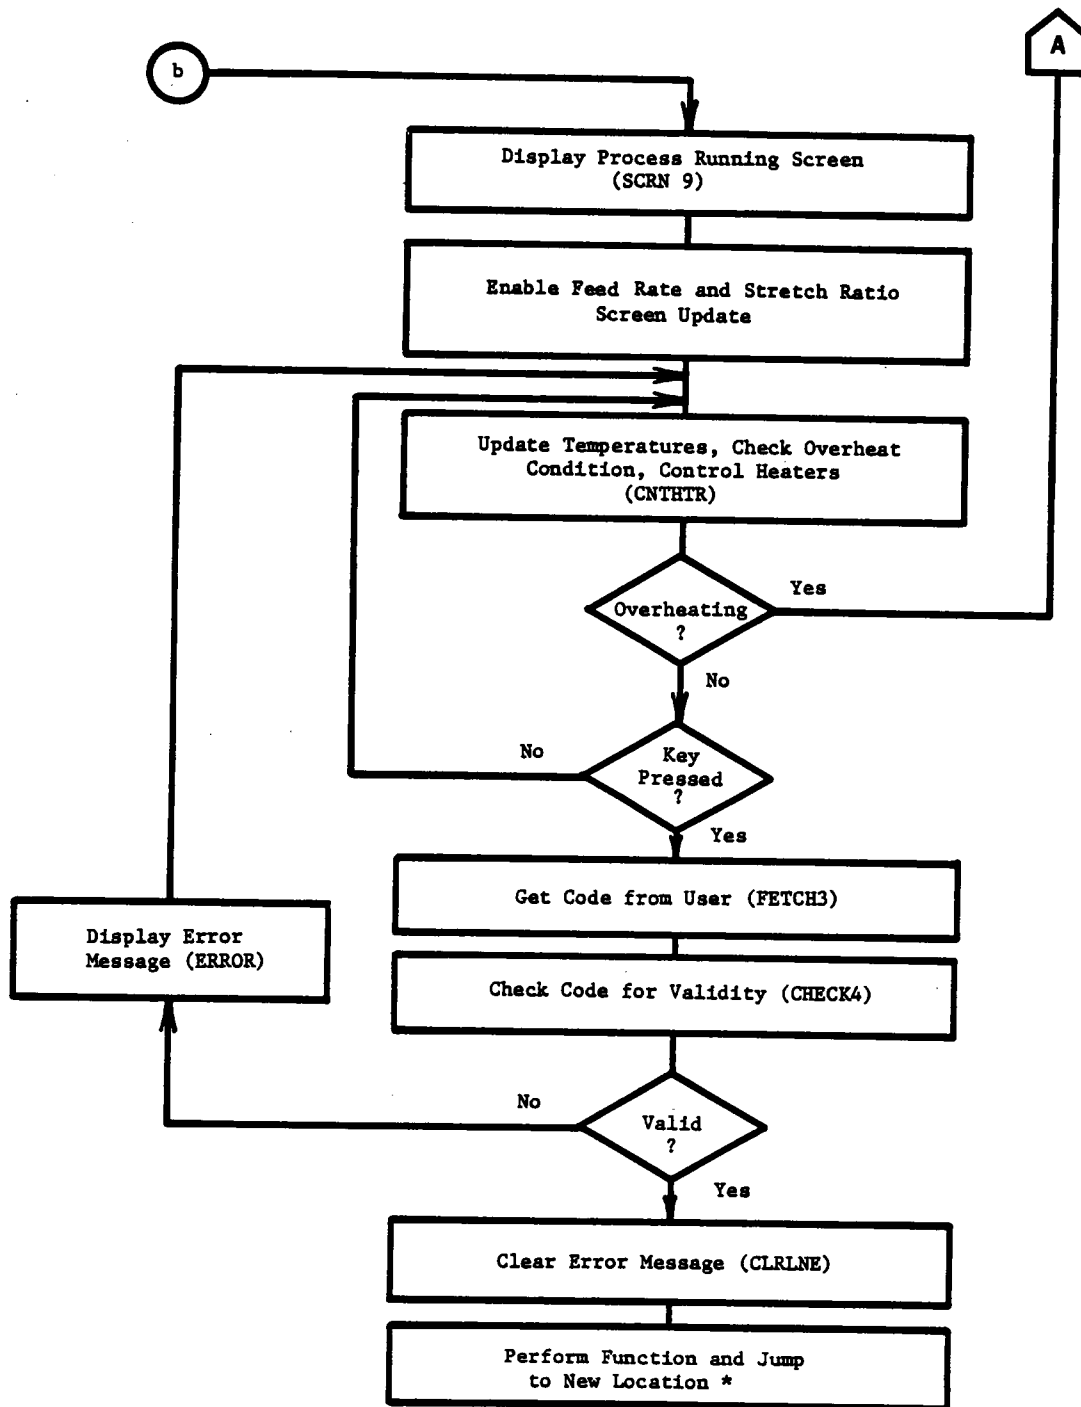 A
b
Display Process Running Screen
(SCRN 9)
Enable Feed Rate and Stretch Ratio
Screen Update
Update Temperatures, Check Overheat
Condition, Control Heaters
(CNTHTR)
Yes
Overheating
?
No
No
Key
Pressed
?
Yes
Get Code from User (FETCH3)
Display Error
Message (ERROR)
Check Code for Validity (CHECK4)
No
Valid
?
Yes
Clear Error Message (CLRLNE)
Perform Function and Jump
to New Location *